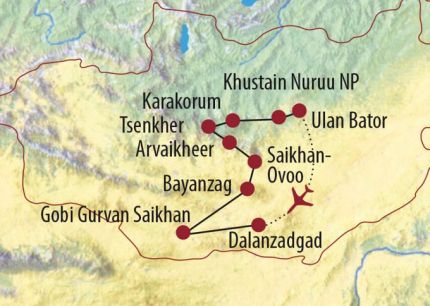 Khustain Nuruu NP
Karakorum
Ulan Bator
Tsenkher
Arvaikheer
Saikhan-
Ovoo
Bayanzag
Gobi Gurvan Saikhan
Dalanzadgad